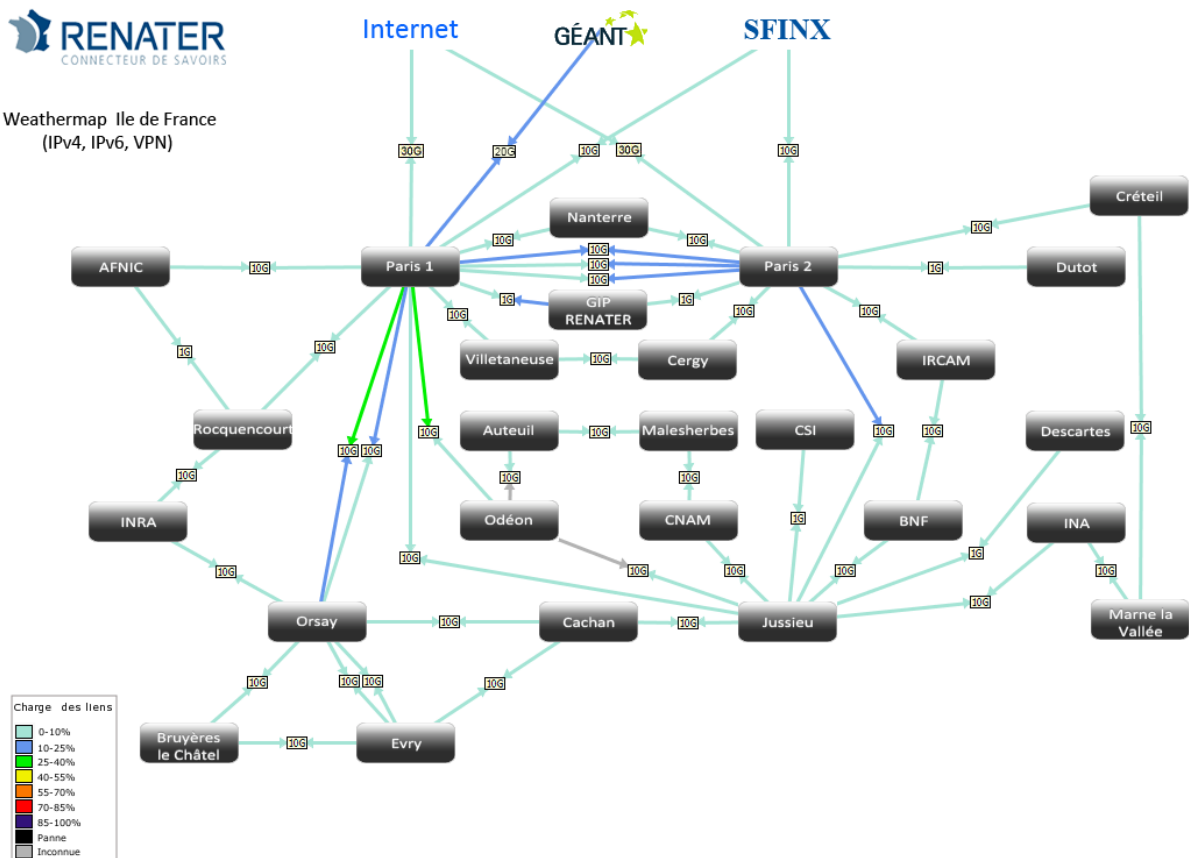 RENATER
CONNECTEUR DE SAVOIRS
Internet
GÉANT
SFINX
Weathermap Ile de France
(IPv4, IPv6, VPN)
30G
20G
10G
30G
10G
Créteil
Nanterre
10G
10G
10G
10G
AFNIC
10G
Paris 1
10G
10G
Paris 2
1G
Dutot
1G
GIP
RENATER
1G
10G
10G
10G
10G
1G
Villetaneuse
10G
Cergy
IRCAM
Rocquencourt
10G
10G
10G
Auteuil
10G
Malesherbes
CSI
10G
10G
Descartes
10G
10G
10G
10G
INRA
Odéon
CNAM
1G
BNF
INA
10G
10G
10G
10G
10G
1G
10G
10G
Orsay
10G
Cachan
10G
Jussieu
Marne la
Vallée
10G
10G
10G
10G
Bruyères
le Châtel
10G
Evry
Charge des liens
0-10%
10-25%
25-40%
40-55%
55-70%
70-85%
85-100%
Panne
Inconnue